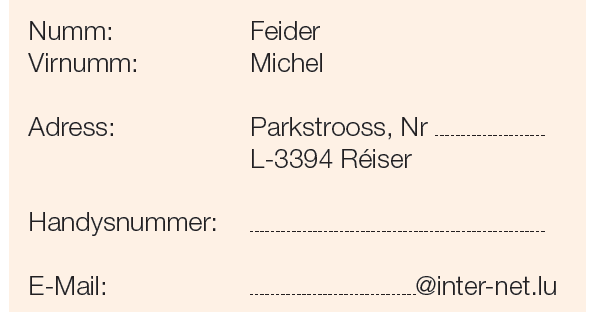 Numm: Feider
Virnumm: Michel
Adress: Parkstrooss, Nr
L-3394 Réiser
Handysnummer:
E-Mail: @inter-net.lu